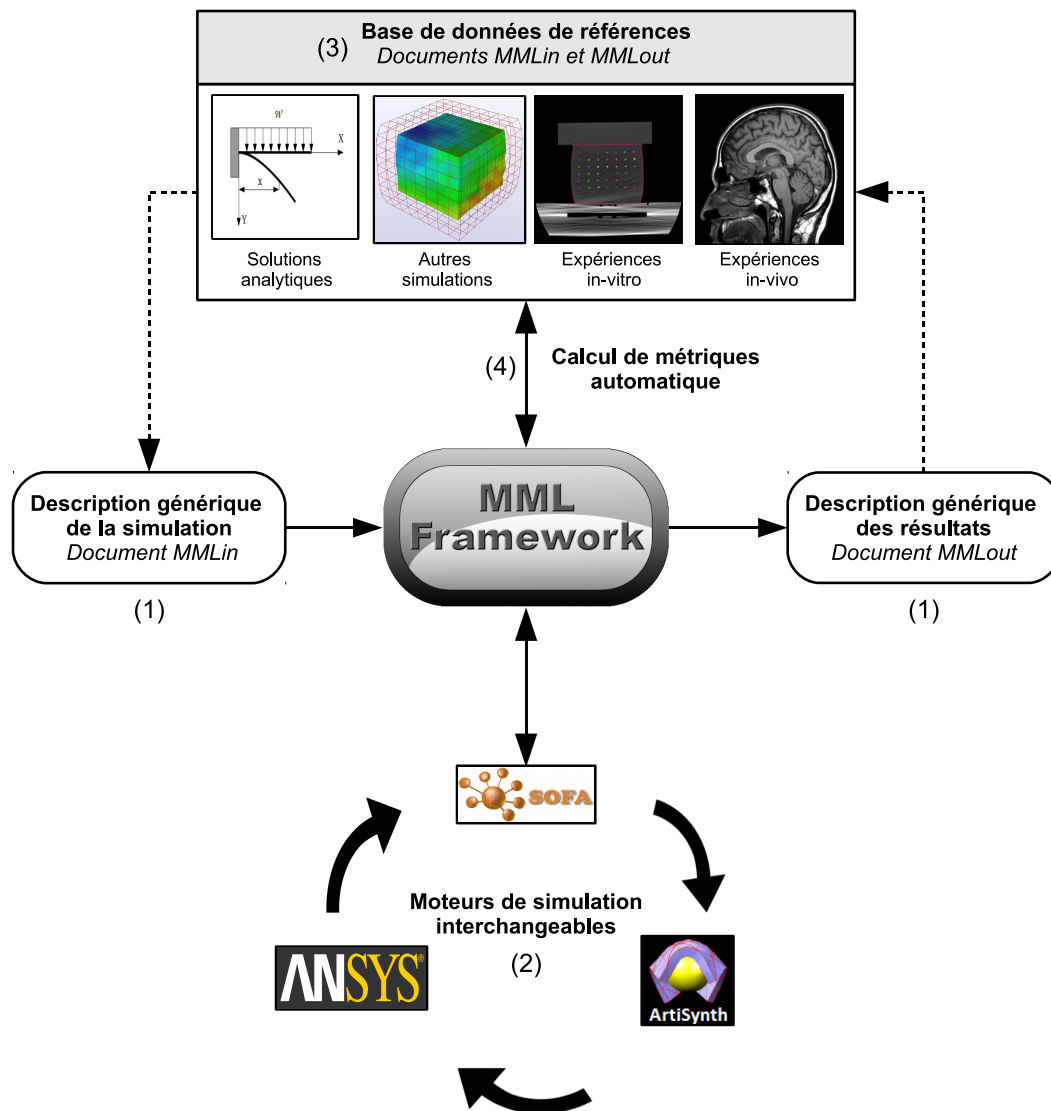 Base de données de références
(3)
Documents MMLin et MMLout
W
X
x
Y
Solutions
analytiques
Autres
simulations
Expériences
in-vitro
Expériences
in-vivo
(4)
Calcul de métriques
automatique
Description générique
de la simulation
Document MMLin
(1)
MML
Framework
Description générique
des résultats
Document MMLout
(1)
SOFA
Moteurs de simulation
interchangeables
(2)
ANSYS®
ArtiSynth